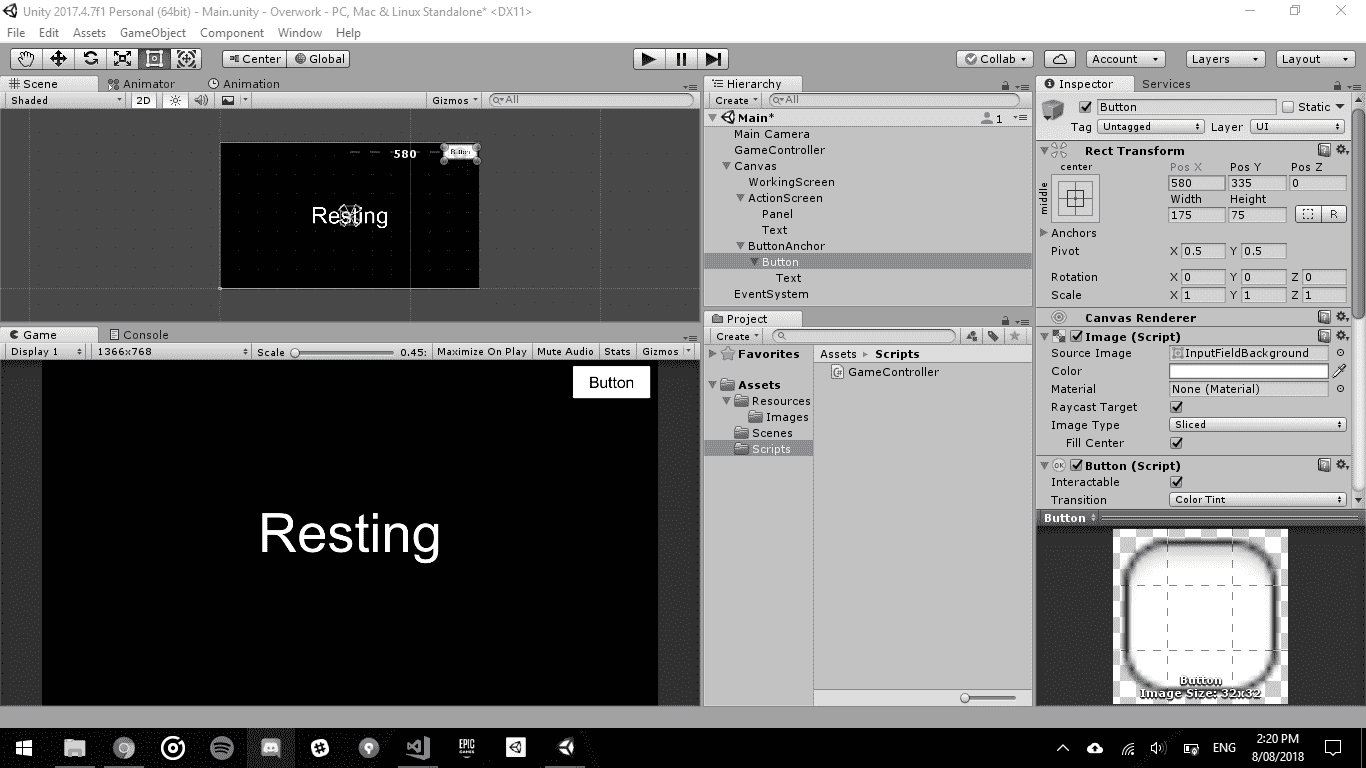 Unity 2017.4.7f1 Personal (64bit) - Main.unity - Overwork - PC, Mac & Linux Standalone* <DX11>
File Edit Assets GameObject Component Window Help
Center Global Collab Account Layers Layout
Scene Animator Animation
Shaded 2D Gizmos All
580
Button
Resting
Game Console
Display 1 1366x768 Scale 0.45: Maximize On Play Mute Audio Stats Gizmos
Button
Resting
Hierarchy
Create All
Main* 1
Main Camera
GameController
Canvas
WorkingScreen
ActionScreen
Panel
Text
ButtonAnchor
Button
Text
EventSystem
Project
Create
Favorites
Assets
Resources
Images
Scenes
Scripts
Assets Scripts
GameController
Inspector Services
Button Static
Tag Untagged Layer UI
Rect Transform
center Pos X Pos Y Pos Z
middle 580 335 0
Width Height
175 75 R
Anchors
Pivot X 0.5 Y 0.5
Rotation X 0 Y 0 Z 0
Scale X 1 Y 1 Z 1
Canvas Renderer
Image (Script)
Source Image InputFieldBackground
Color
Material None (Material)
Raycast Target
Image Type Sliced
Fill Center
OK Button (Script)
Interactable
Transition Color Tint
Button
Button
Image Size: 32x32
EPIC GAMES
ENG
2:20 PM
8/08/2018